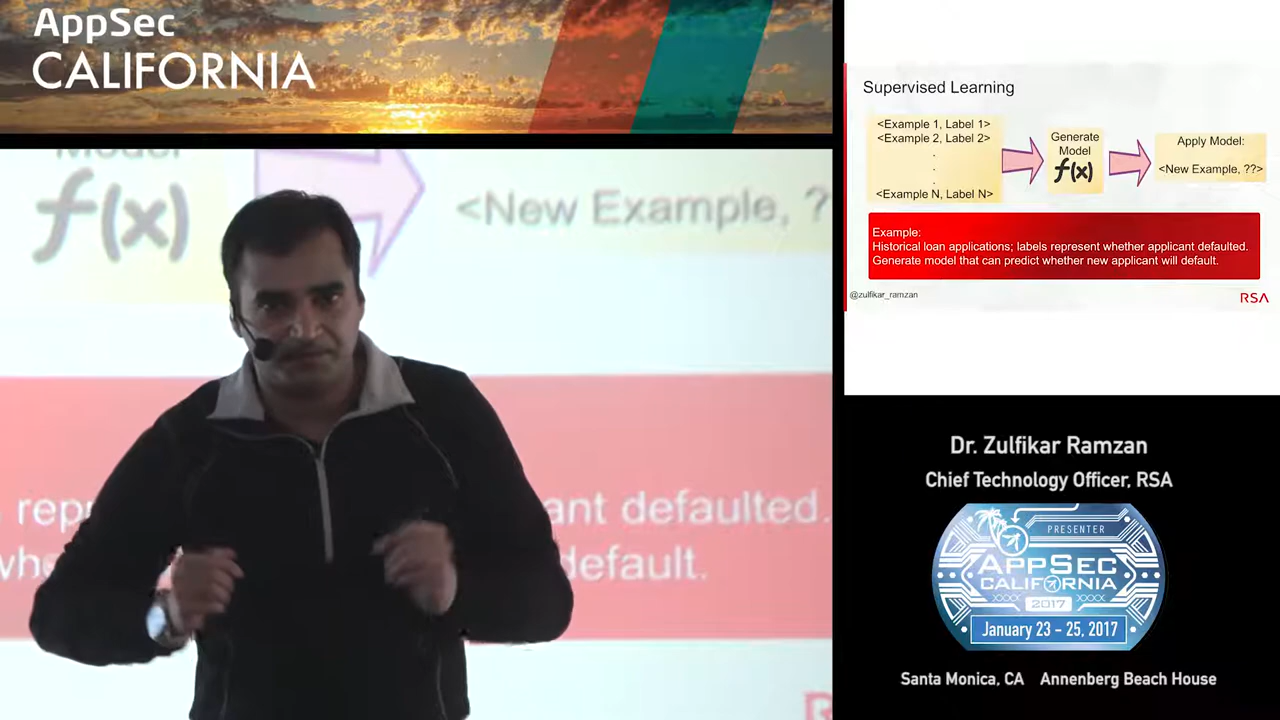 AppSec
CALIFORNIA
Model
f(x)
<New Example, ?
repr
ant defaulted.
whe
default.
R
Supervised Learning
<Example 1, Label 1>
<Example 2, Label 2>
.
.
.
<Example N, Label N>
Generate
Model
f(x)
Apply Model:
<New Example, ??>
Example:
Historical loan applications; labels represent whether applicant defaulted.
Generate model that can predict whether new applicant will default.
@zulfikar_ramzan
RSA
Dr. Zulfikar Ramzan
Chief Technology Officer, RSA
PRESENTER
APPSEC
CALIFORNIA
2017
January 23 - 25, 2017
Santa Monica, CA Annenberg Beach House